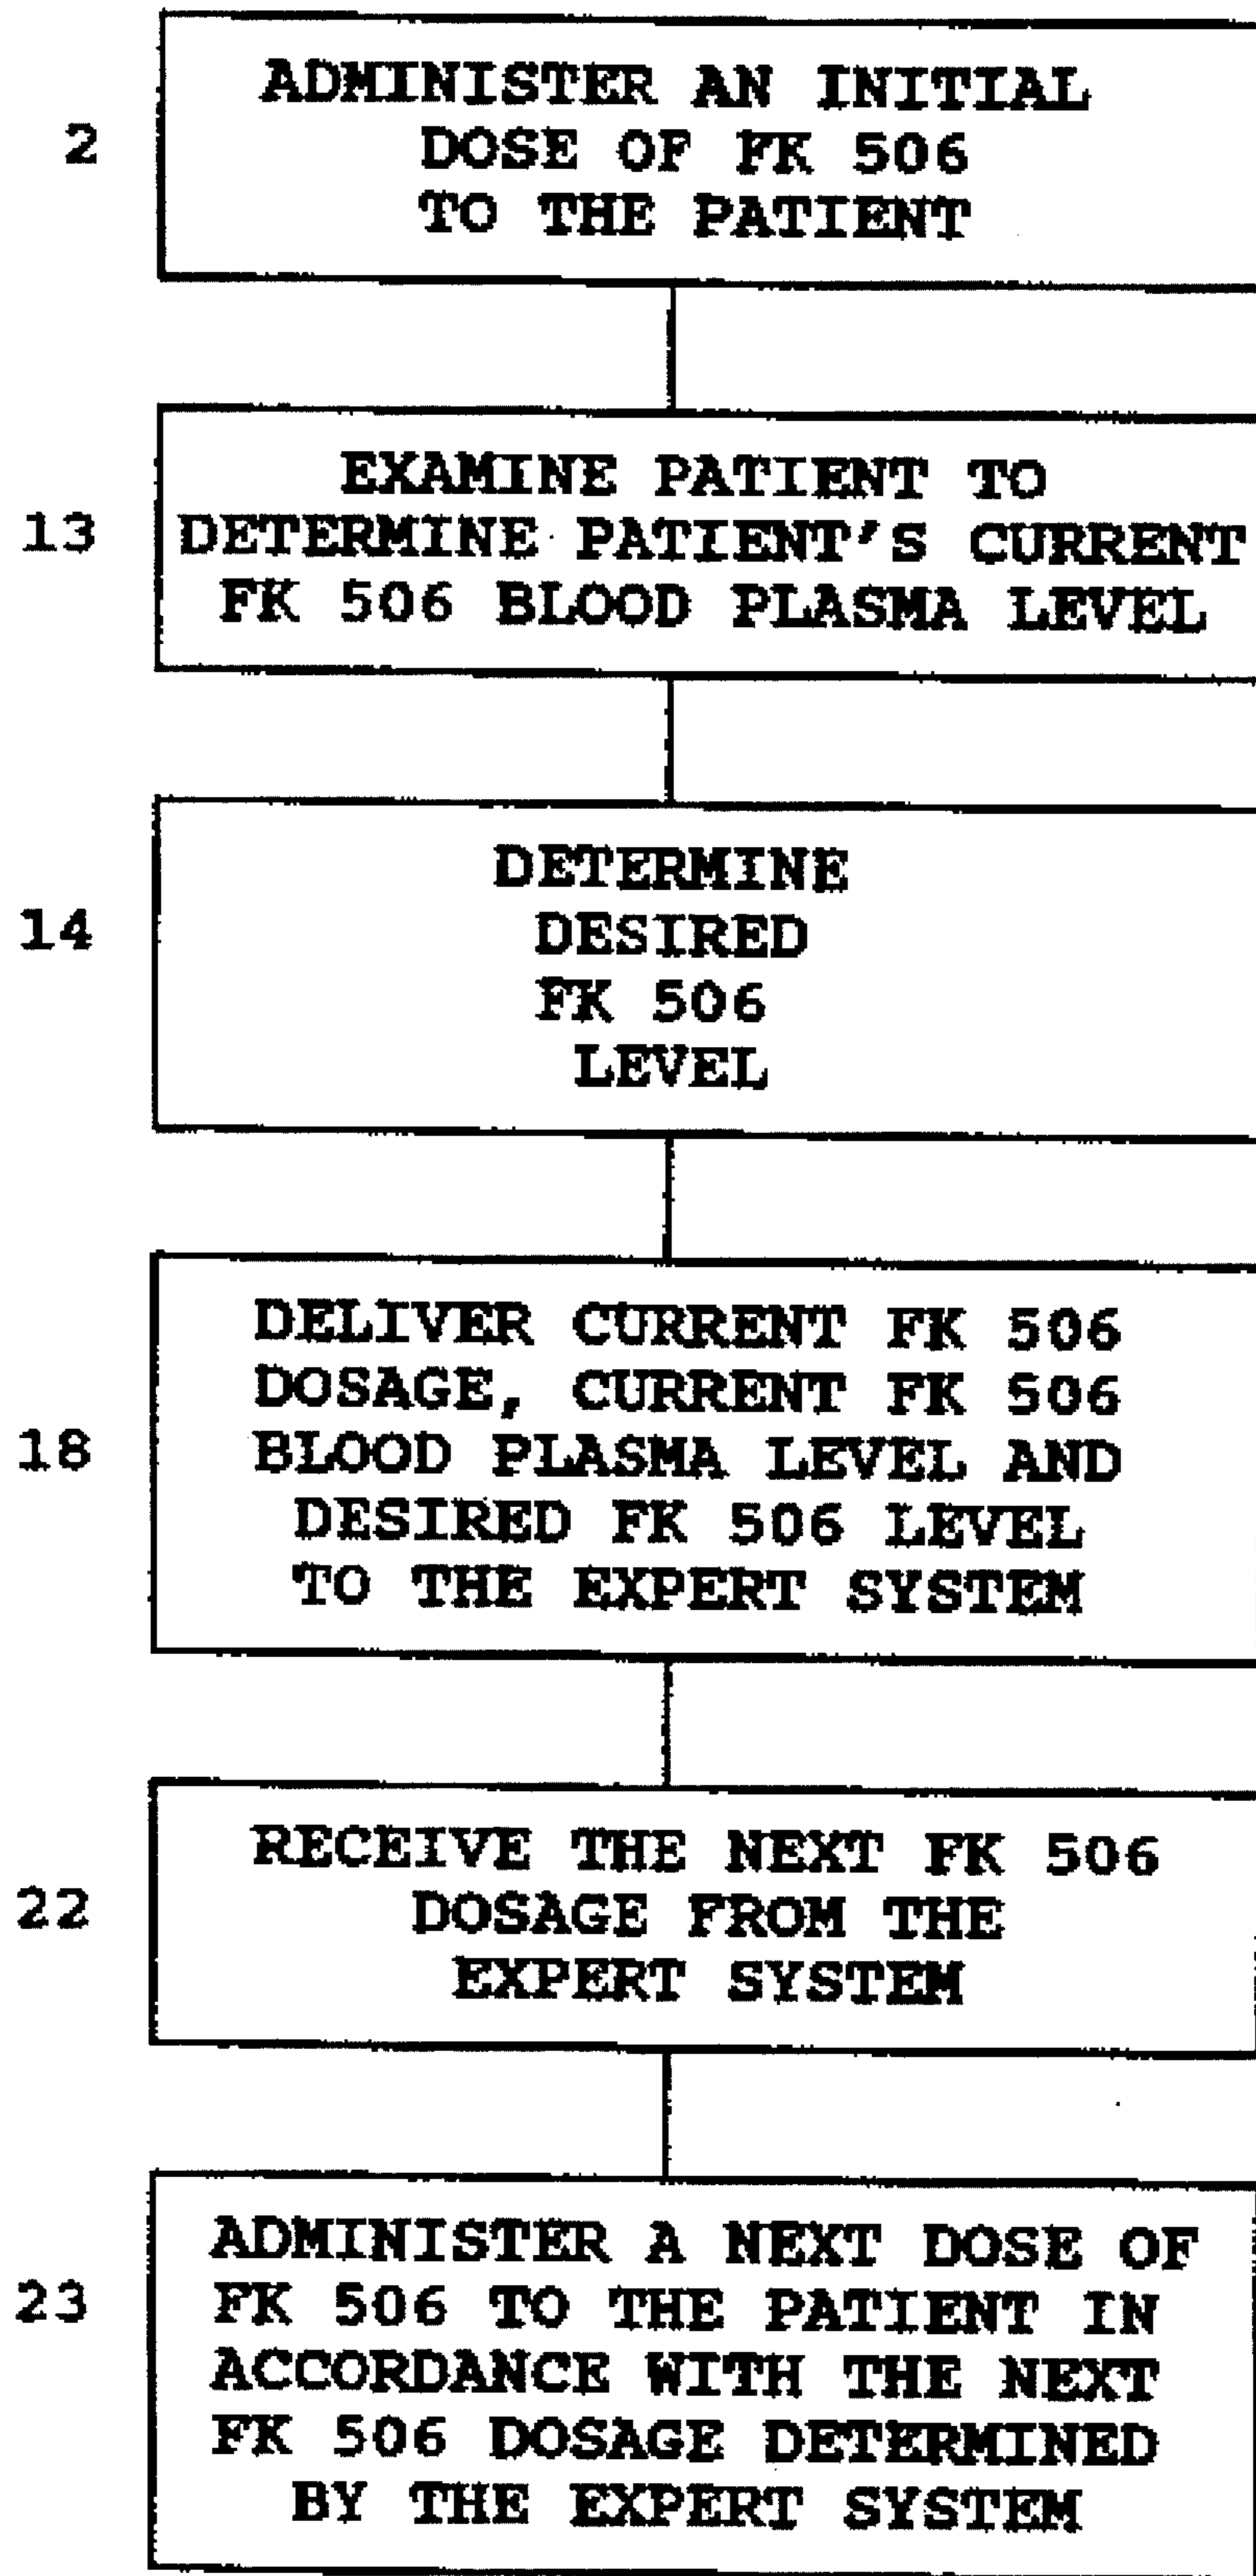 ADMINISTER AN INITIAL
2 DOSE OF FK 506
TO THE PATIENT
EXAMINE PATIENT TO
13 DETERMINE PATIENT'S CURRENT
FK 506 BLOOD PLASMA LEVEL
DETERMINE
14 DESIRED
FK 506
LEVEL
DELIVER CURRENT FK 506
DOSAGE, CURRENT FK 506
18 BLOOD PLASMA LEVEL AND
DESIRED FK 506 LEVEL
TO THE EXPERT SYSTEM
RECEIVE THE NEXT FK 506
22 DOSAGE FROM THE
EXPERT SYSTEM
ADMINISTER A NEXT DOSE OF
23 FK 506 TO THE PATIENT IN
ACCORDANCE WITH THE NEXT
FK 506 DOSAGE DETERMINED
BY THE EXPERT SYSTEM